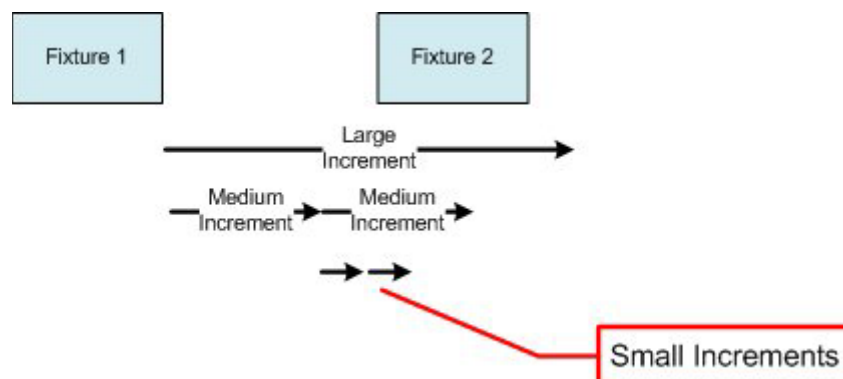 Fixture 1
Fixture 2
Large
Increment
Medium
Increment
Medium
Increment
Small Increments